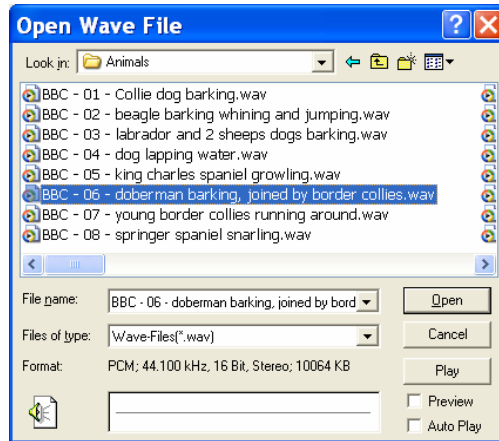 Open Wave File
Look in: Animals
BBC - 01 - Collie dog barking.wav
BBC - 02 - beagle barking whining and jumping.wav
BBC - 03 - labrador and 2 sheeps dogs barking.wav
BBC - 04 - dog lapping water.wav
BBC - 05 - king charles spaniel growling.wav
BBC - 06 - doberman barking, joined by border collies.wav
BBC - 07 - young border collies running around.wav
BBC - 08 - springer spaniel snarling.wav
File name: BBC - 06 - doberman barking, joined by bord Open
Files of type: Wave-Files(*.wav) Cancel
Format: PCM; 44.100 kHz, 16 Bit, Stereo; 10064 KB Play
Preview
Auto Play